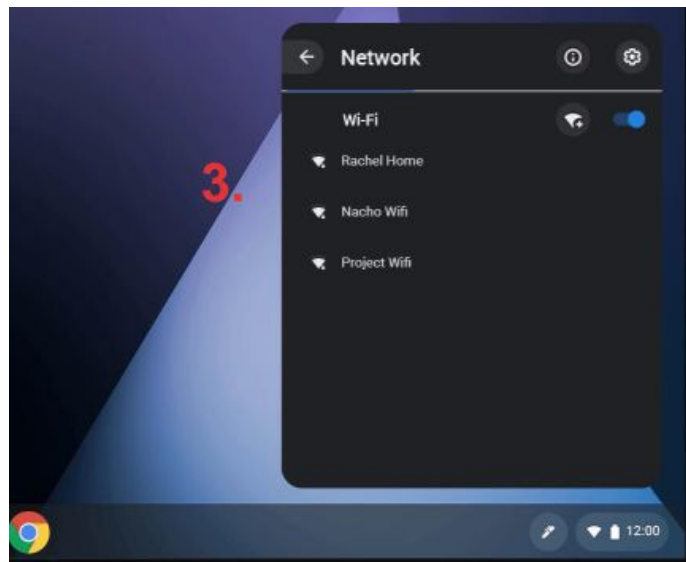 Network
Wi-Fi
Rachel Home
3.
Nacho Wifi
Project Wifi
12:00